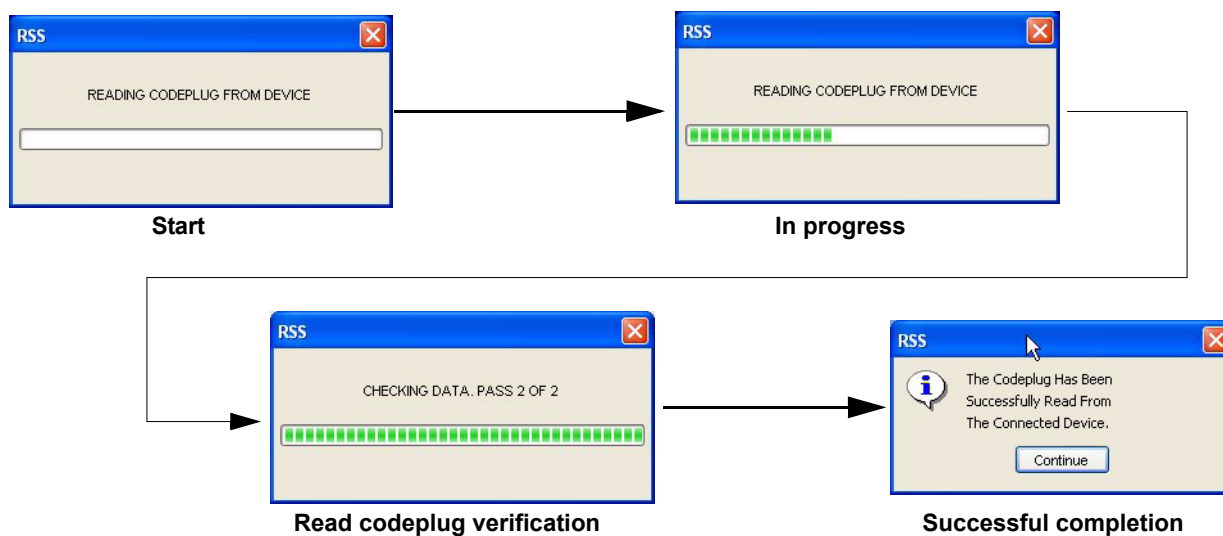 RSS
READING CODEPLUG FROM DEVICE
Start
RSS
READING CODEPLUG FROM DEVICE
In progress
RSS
CHECKING DATA. PASS 2 OF 2
Read codeplug verification
RSS
The Codeplug Has Been
Successfully Read From
The Connected Device.
Continue
Successful completion